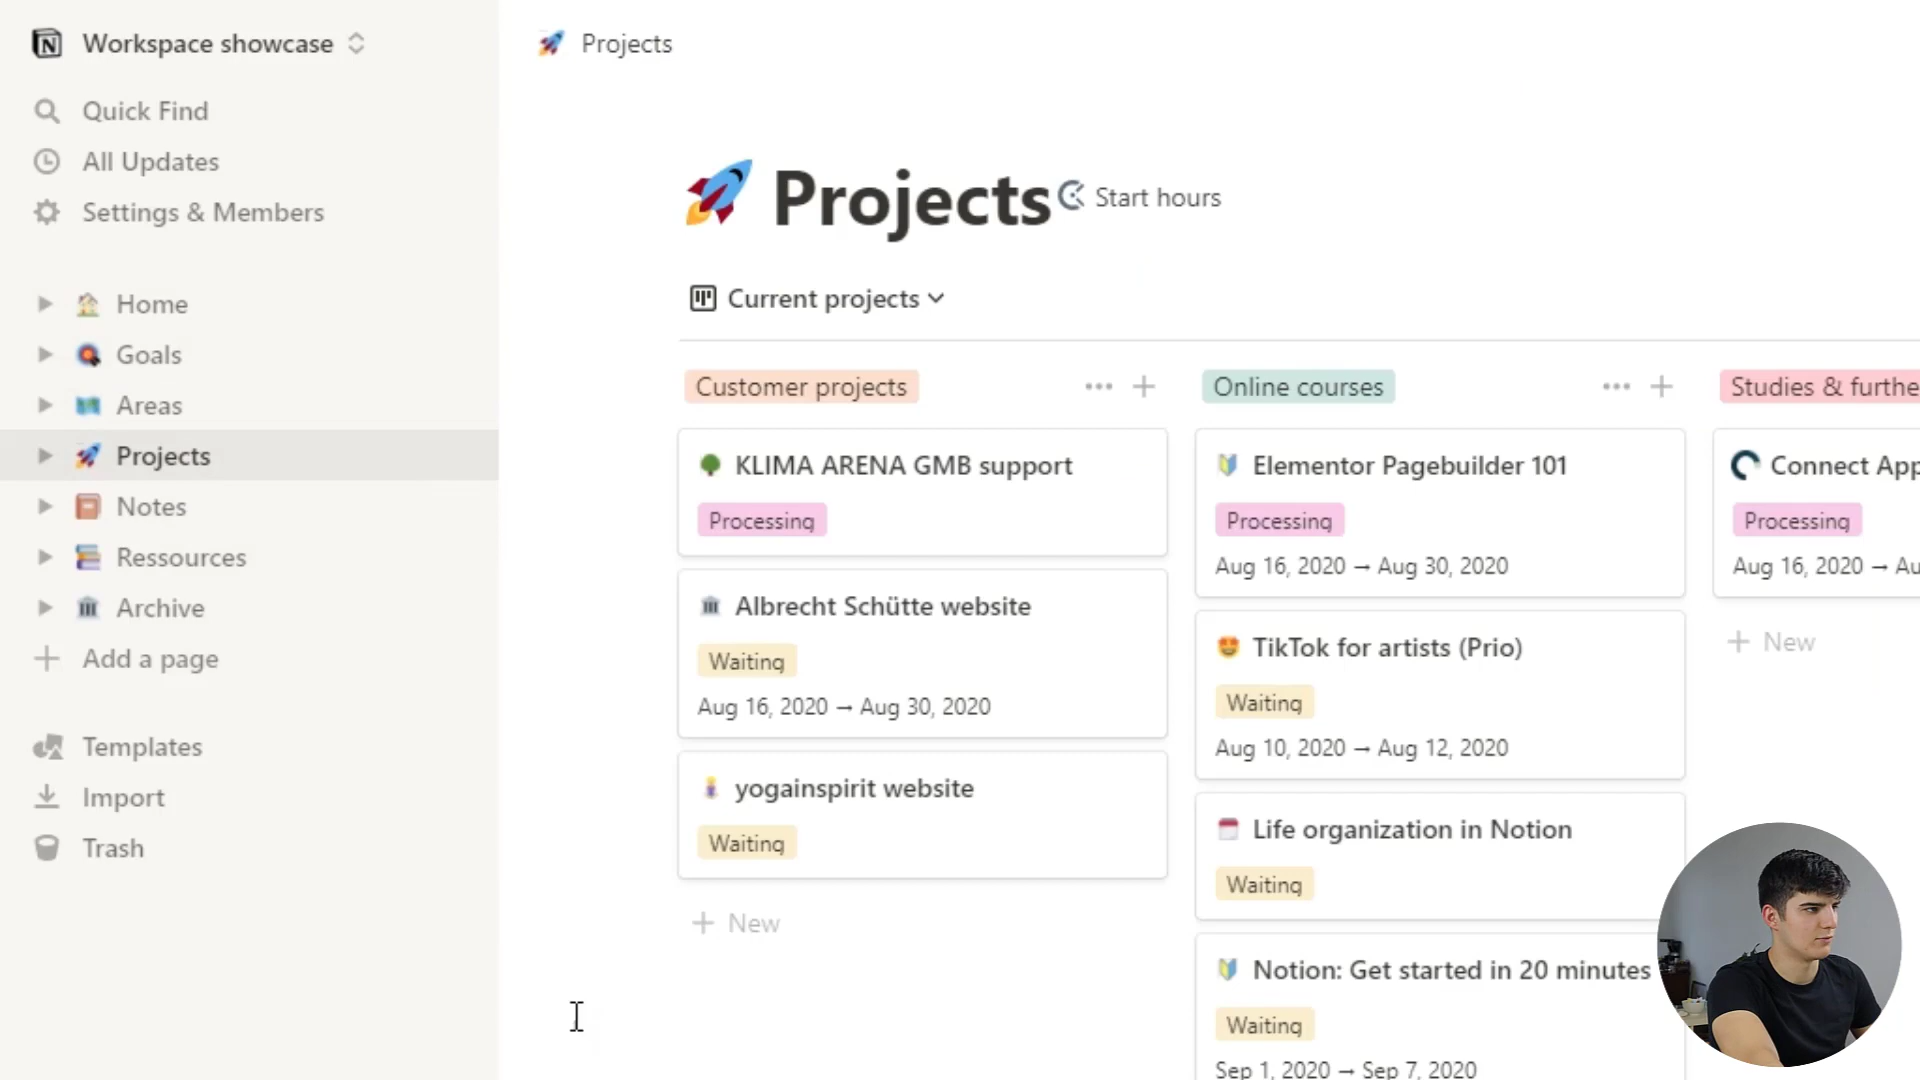 Workspace showcase
Quick Find
All Updates
Settings & Members
Home
Goals
Areas
Projects
Notes
Ressources
Archive
Add a page
Templates
Import
Trash
Projects
Projects
Start hours
Current projects
Customer projects
KLIMA ARENA GMB support
Processing
Albrecht Schütte website
Waiting
Aug 16, 2020 → Aug 30, 2020
yogainspirit website
Waiting
+ New
Online courses
Elementor Pagebuilder 101
Processing
Aug 16, 2020 → Aug 30, 2020
TikTok for artists (Prio)
Waiting
Aug 10, 2020 → Aug 12, 2020
Life organization in Notion
Waiting
Notion: Get started in 20 minutes
Waiting
Sep 1, 2020 → Sep 7, 2020
Studies & furthe
Connect App
Processing
Aug 16, 2020 → Au
+ New